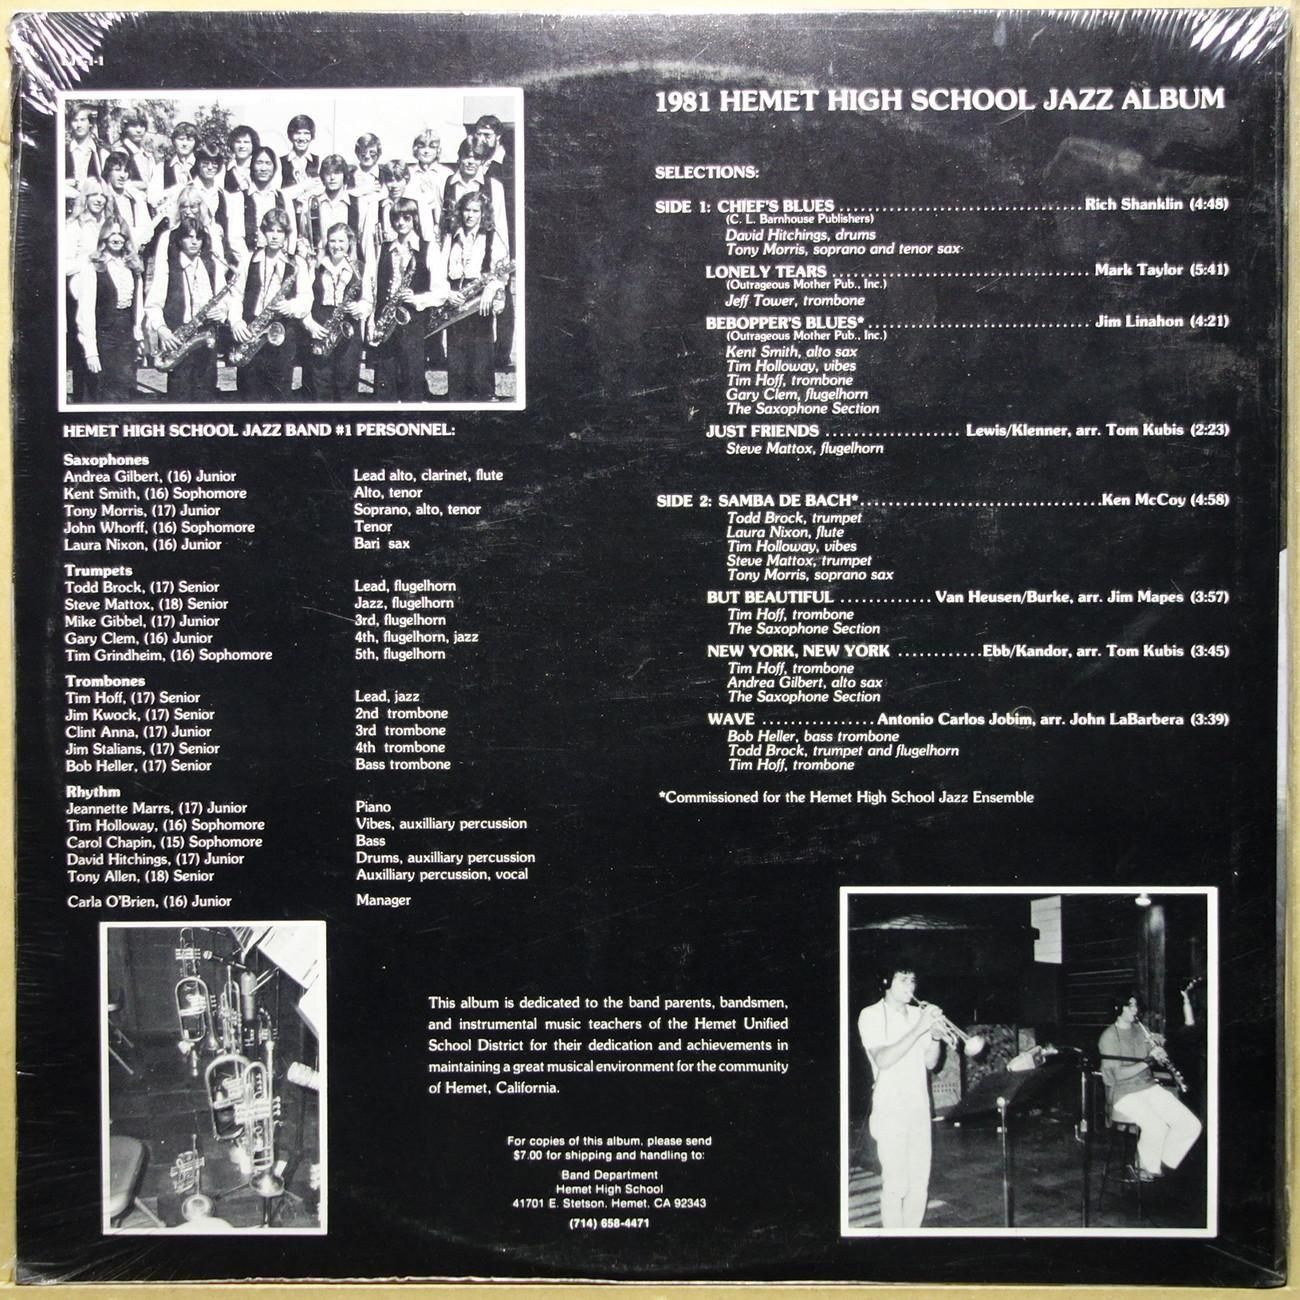 1981 HEMET HIGH SCHOOL JAZZ ALBUM
SELECTIONS:
SIDE 1: CHIEF'S BLUES ........................................ Rich Shanklin (4:48)
(C. L. Barnhouse Publishers)
David Hitchings, drums
Tony Morris, soprano and tenor sax
LONELY TEARS ........................................ Mark Taylor (5:41)
(Outrageous Mother Pub., Inc.)
Jeff Tower, trombone
BEBOPPER'S BLUES* ................................... Jim Linahon (4:21)
(Outrageous Mother Pub., Inc.)
Kent Smith, alto sax
Tim Holloway, vibes
Tim Hoff, trombone
Gary Clem, flugelhorn
The Saxophone Section
JUST FRIENDS ................... Lewis/Klenner, arr. Tom Kubis (2:23)
Steve Mattox, flugelhorn
SIDE 2: SAMBA DE BACH* ..................................... Ken McCoy (4:58)
Todd Brock, trumpet
Laura Nixon, flute
Tim Holloway, vibes
Steve Mattox, trumpet
Tony Morris, soprano sax
BUT BEAUTIFUL ............. Van Heusen/Burke, arr. Jim Mapes (3:57)
Tim Hoff, trombone
The Saxophone Section
NEW YORK, NEW YORK ............ Ebb/Kandor, arr. Tom Kubis (3:45)
Tim Hoff, trombone
Andrea Gilbert, alto sax
The Saxophone Section
WAVE ................ Antonio Carlos Jobim, arr. John LaBarbera (3:39)
Bob Heller, bass trombone
Todd Brock, trumpet and flugelhorn
Tim Hoff, trombone
*Commissioned for the Hemet High School Jazz Ensemble
HEMET HIGH SCHOOL JAZZ BAND #1 PERSONNEL:
Saxophones
Andrea Gilbert, (16) Junior Lead alto, clarinet, flute
Kent Smith, (16) Sophomore Alto, tenor
Tony Morris, (17) Junior Soprano, alto, tenor
John Whorff, (16) Sophomore Tenor
Laura Nixon, (16) Junior Bari sax
Trumpets
Todd Brock, (17) Senior Lead, flugelhorn
Steve Mattox, (18) Senior Jazz, flugelhorn
Mike Gibbel, (17) Junior 3rd, flugelhorn
Gary Clem, (16) Junior 4th, flugelhorn, jazz
Tim Grindheim, (16) Sophomore 5th, flugelhorn
Trombones
Tim Hoff, (17) Senior Lead, jazz
Jim Kwock, (17) Senior 2nd trombone
Clint Anna, (17) Junior 3rd trombone
Jim Stalians, (17) Senior 4th trombone
Bob Heller, (17) Senior Bass trombone
Rhythm
Jeannette Marrs, (17) Junior Piano
Tim Holloway, (16) Sophomore Vibes, auxilliary percussion
Carol Chapin, (15) Sophomore Bass
David Hitchings, (17) Junior Drums, auxilliary percussion
Tony Allen, (18) Senior Auxilliary percussion, vocal
Carla O'Brien, (16) Junior Manager
This album is dedicated to the band parents, bandsmen,
and instrumental music teachers of the Hemet Unified
School District for their dedication and achievements in
maintaining a great musical environment for the community
of Hemet, California.
For copies of this album, please send
$7.00 for shipping and handling to:
Band Department
Hemet High School
41701 E. Stetson, Hemet, CA 92343
(714) 658-4471